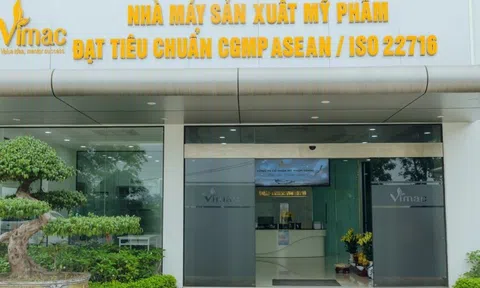 NHÀ MÁY SẢN XUẤT MỸ PHẨM
Vimac
ĐẠT TIÊU CHUẨN CGMP ASEAN / ISO 22716
Vimac
Vimac